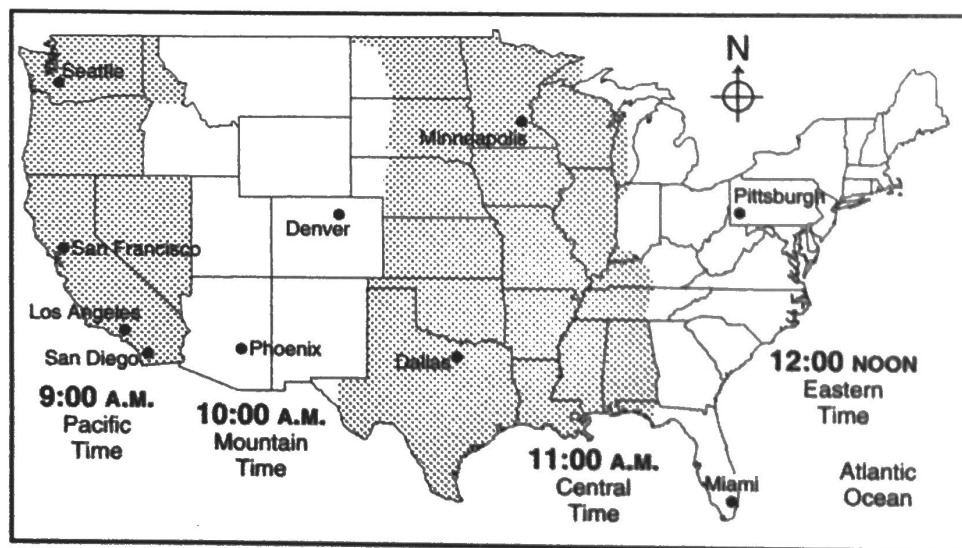 N
Seattle
Minneapolis
Pittsburgh
Denver
San Francisco
Los Angeles
San Diego
Phoenix
Dallas
9:00 A.M.
Pacific
Time
10:00 A.M.
Mountain
Time
11:00 A.M.
Central
Time
12:00 NOON
Eastern
Time
Miami
Atlantic
Ocean